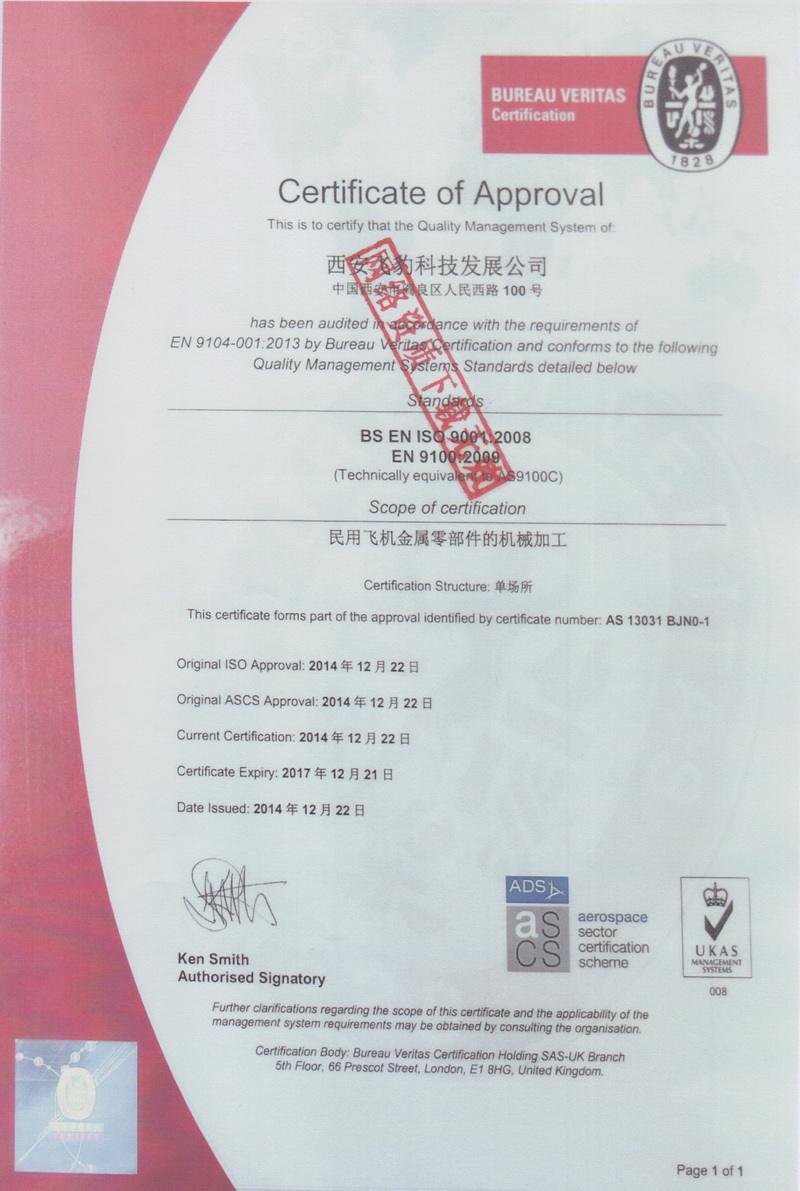 BUREAU VERITAS
Certification
BUREAU VERITAS
1828
Certificate of Approval
This is to certify that the Quality Management System of:
西安飞豹科技发展公司
中国西安市阎良区人民西路 100 号
网络资质下载无效
has been audited in accordance with the requirements of
EN 9104-001:2013 by Bureau Veritas Certification and conforms to the following
Quality Management Systems Standards detailed below
Standards
BS EN ISO 9001:2008
EN 9100:2009
(Technically equivalent to AS9100C)
Scope of certification
民用飞机金属零部件的机械加工
Certification Structure: 单场所
This certificate forms part of the approval identified by certificate number: AS 13031 BJN0-1
Original ISO Approval: 2014 年 12 月 22 日
Original ASCS Approval: 2014 年 12 月 22 日
Current Certification: 2014 年 12 月 22 日
Certificate Expiry: 2017 年 12 月 21 日
Date Issued: 2014 年 12 月 22 日
Ken Smith
Authorised Signatory
ADS
as
CS
aerospace
sector
certification
scheme
UKAS
MANAGEMENT
SYSTEMS
008
Further clarifications regarding the scope of this certificate and the applicability of the
management system requirements may be obtained by consulting the organisation.
Certification Body: Bureau Veritas Certification Holding SAS-UK Branch
5th Floor, 66 Prescot Street, London, E1 8HG, United Kingdom.
Page 1 of 1